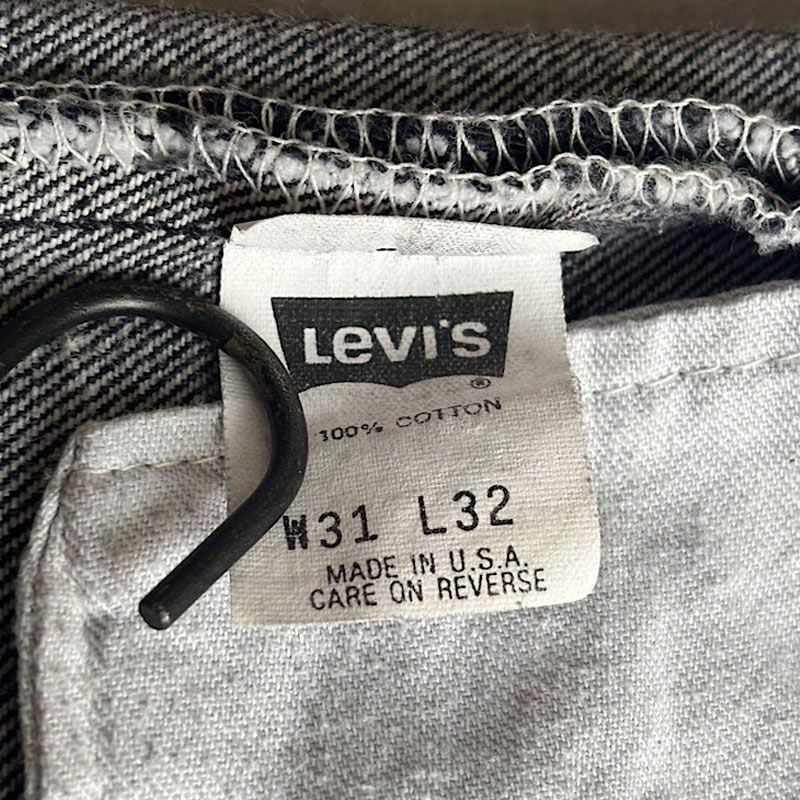 Levi's
®
100% COTTON
W31 L32
MADE IN U.S.A.
CARE ON REVERSE